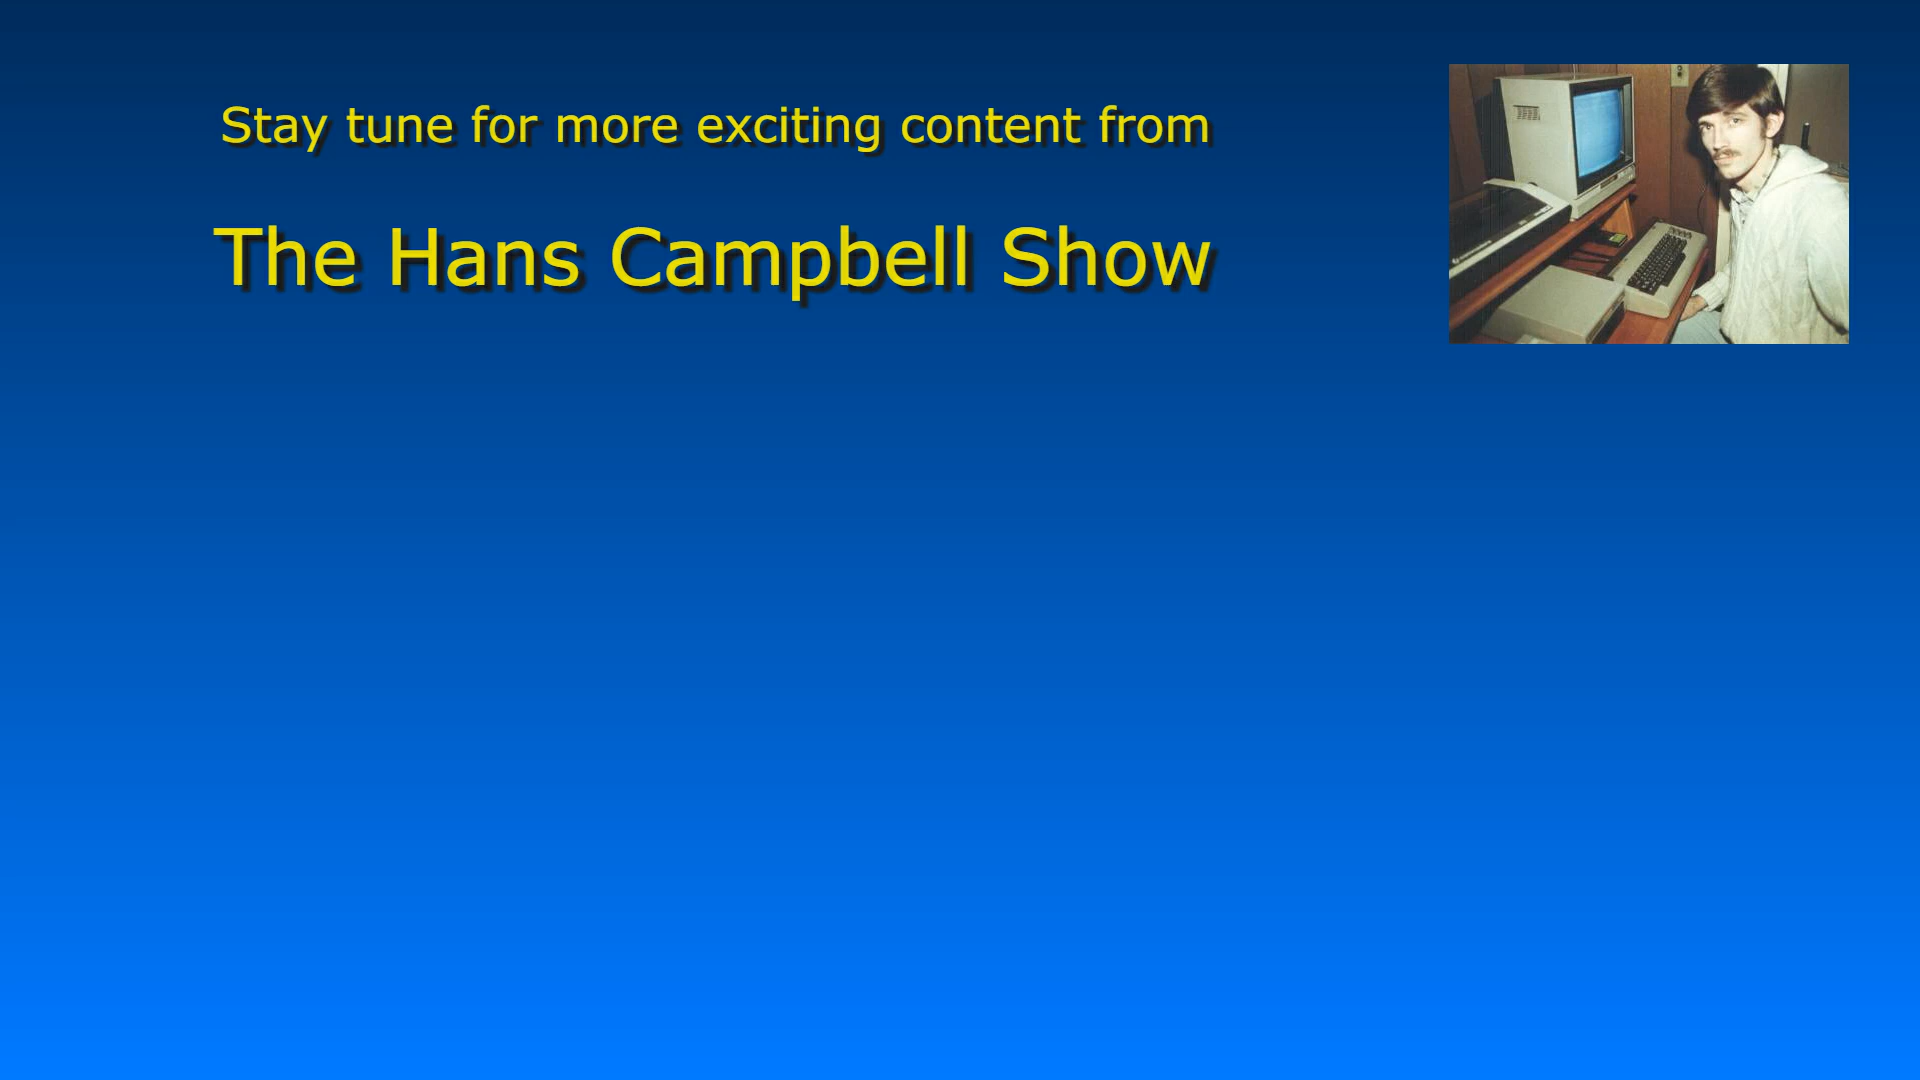 Stay tune for more exciting content from
The Hans Campbell Show